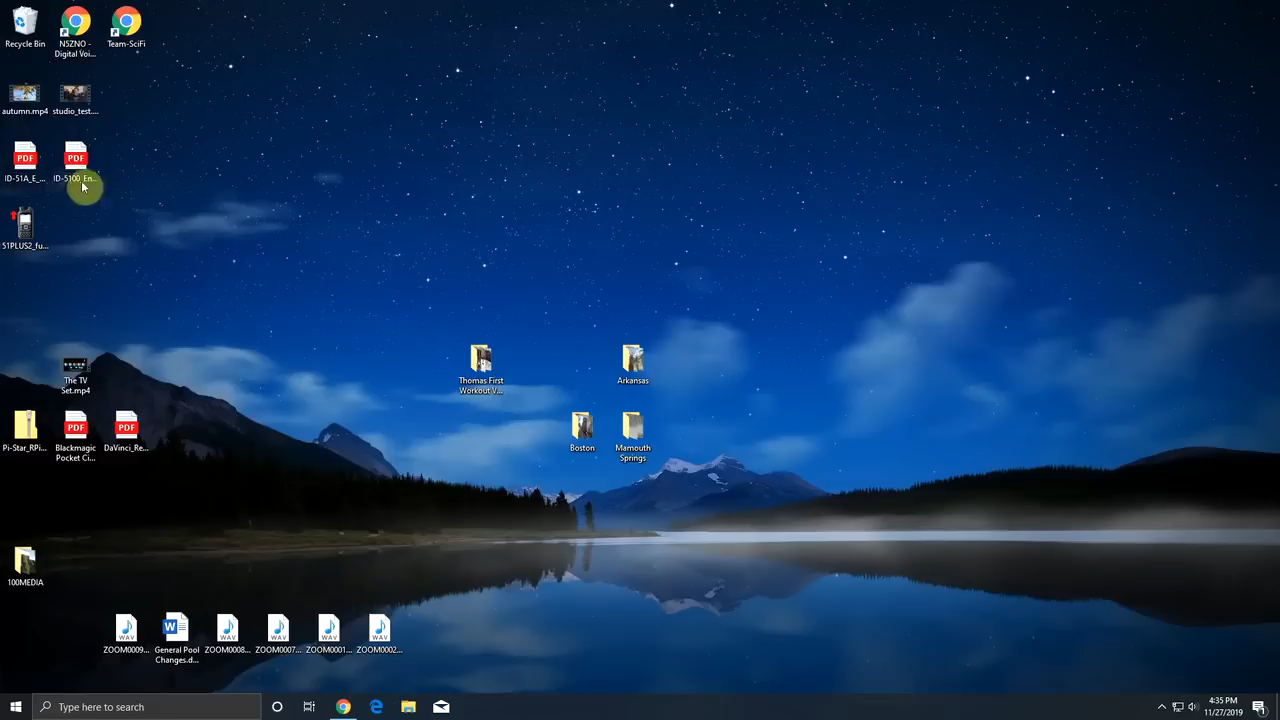 Recycle Bin
N5ZNO - Digital Voi...
Team-SciFi
autumn.mp4
studio_test....
PDF
PDF
ID-51A_E_...
ID-5100_En...
51PLUS2_fu...
The TV Set.mp4
Thomas First Workout V...
Arkansas
PDF
PDF
Pi-Star_RPi...
Blackmagic Pocket Ci...
DaVinci_Re...
Boston
Mamouth Springs
100MEDIA
WAV
W
WAV
WAV
WAV
WAV
ZOOM0009...
General Pool Changes.d...
ZOOM0008...
ZOOM0007...
ZOOM0001...
ZOOM0002...
Type here to search
4:35 PM
11/27/2019
1